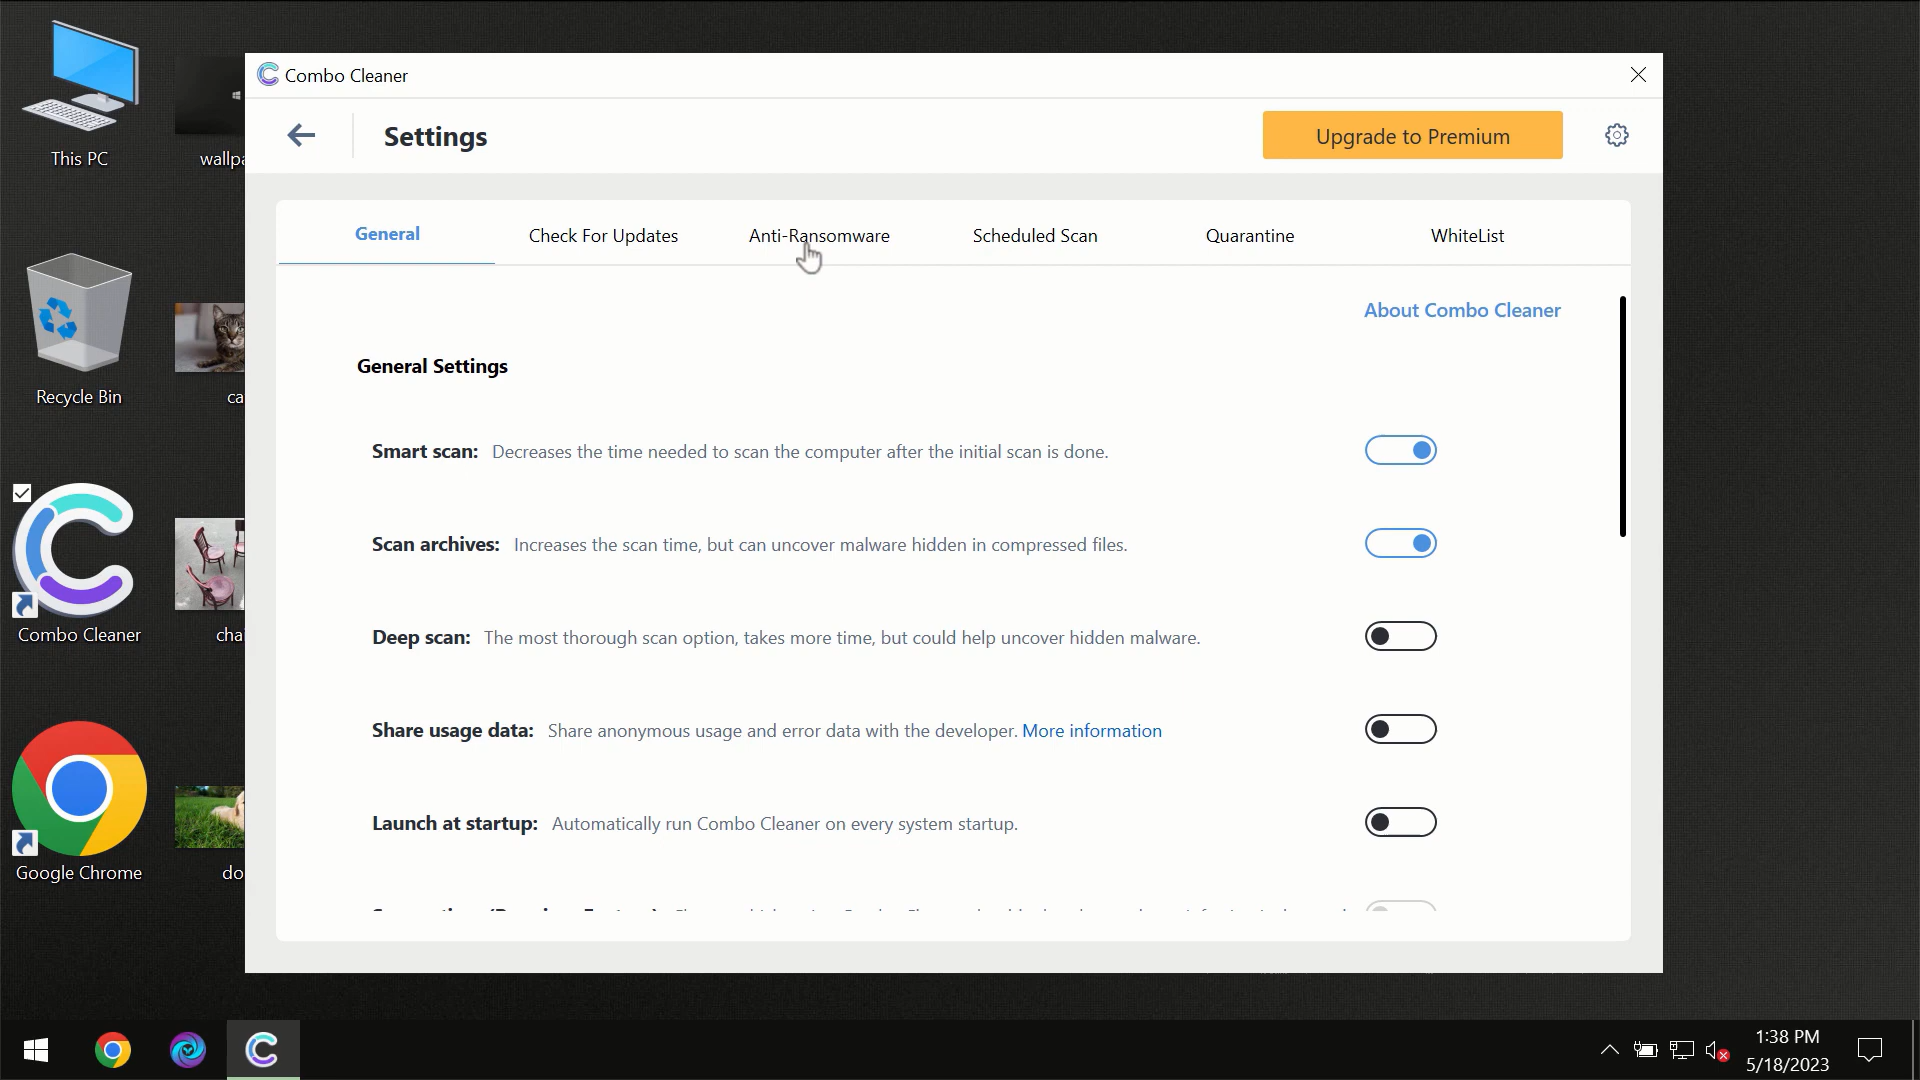 Combo Cleaner
Settings
Upgrade to Premium
General
Check For Updates
Anti-Ransomware
Scheduled Scan
Quarantine
WhiteList
About Combo Cleaner
General Settings
Smart scan: Decreases the time needed to scan the computer after the initial scan is done.
Scan archives: Increases the scan time, but can uncover malware hidden in compressed files.
Deep scan: The most thorough scan option, takes more time, but could help uncover hidden malware.
Share usage data: Share anonymous usage and error data with the developer. More information
Launch at startup: Automatically run Combo Cleaner on every system startup.
This PC
wallpa
Recycle Bin
ca
Combo Cleaner
chai
Google Chrome
do
1:38 PM
5/18/2023